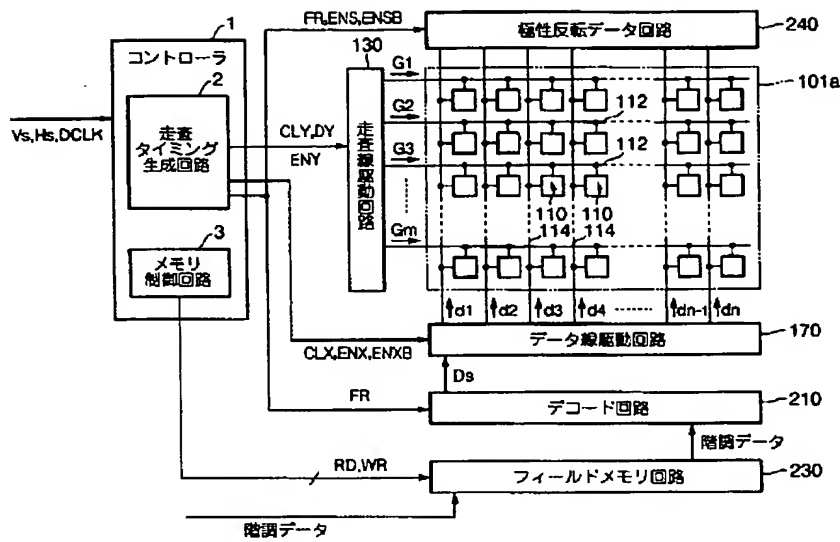 FR,ENS,ENSB
極性反転データ回路
240
1
コントローラ
2
走査
タイミング
生成回路
Vs,Hs,DCLK
CLY,DY
ENY
130
走査線駆動回路
G1
G2
G3
Gm
101a
112
112
110
110
114
114
3
メモリ
制御回路
d1
d2
d3
d4
dn-1
dn
データ線駆動回路
170
CLX,ENX,ENXB
Ds
FR
デコード回路
210
階調データ
RD,WR
フィールドメモリ回路
230
階調データ